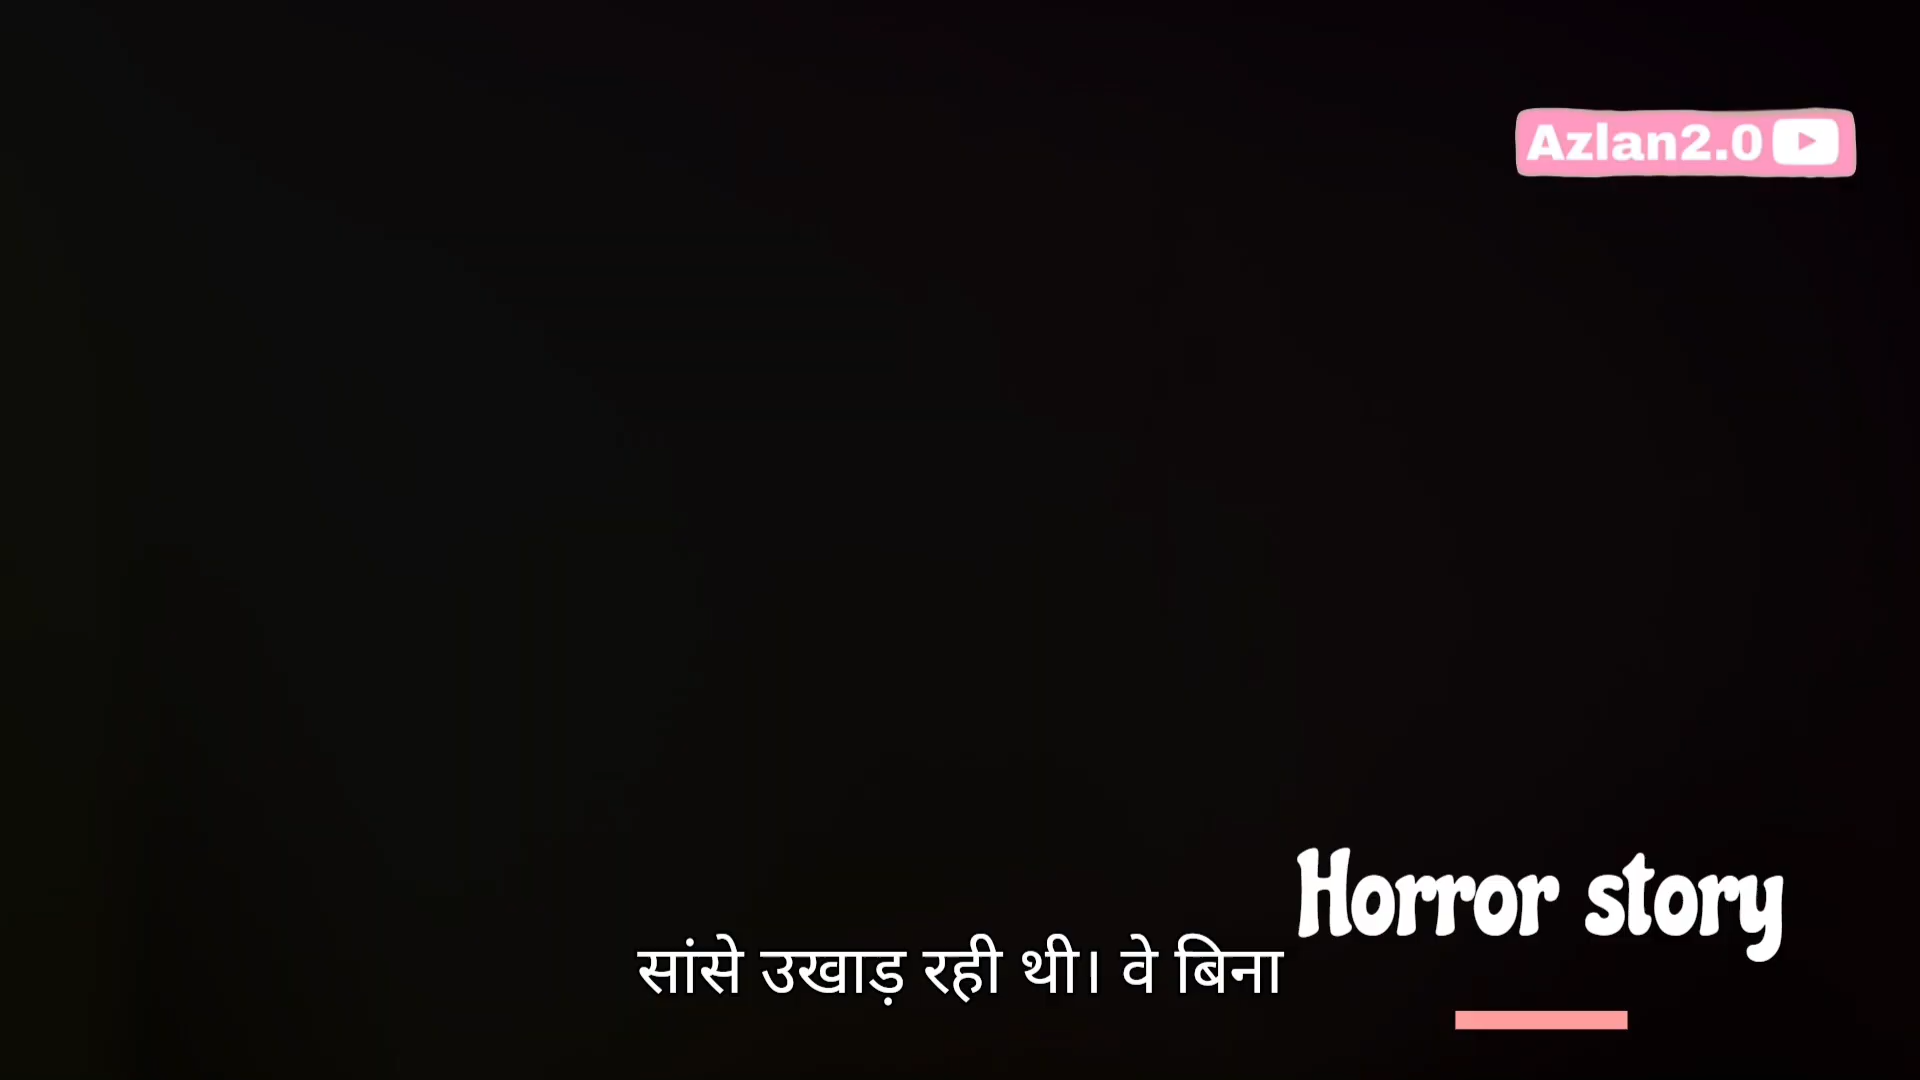 Azlan2.0
Horror story
सांसे उखाड़ रही थी। वे बिना